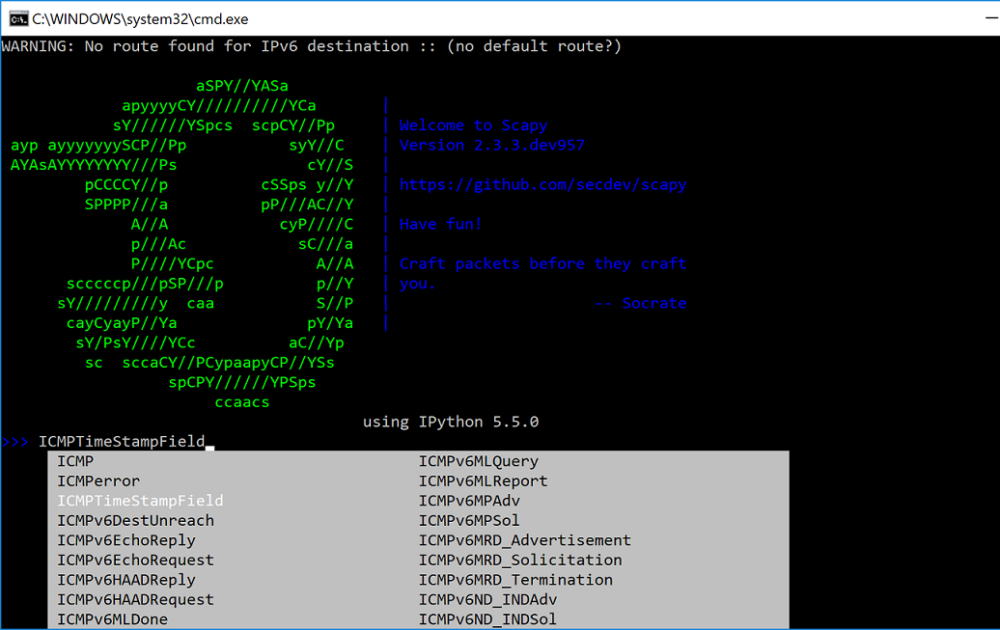 C:\WINDOWS\system32\cmd.exe
WARNING: No route found for IPv6 destination :: (no default route?)
aSPY//YASa
apyyyyCY//////////YCa |
sY//////YSpcs scpCY//Pp | Welcome to Scapy
ayp ayyyyyyySCP//Pp syY//C | Version 2.3.3.dev957
AYAsAYYYYYYYY///Ps cY//S |
pCCCCY//p cSSps y//Y | https://github.com/secdev/scapy
SPPPP///a pP///AC//Y |
A//A cyP////C | Have fun!
p///Ac sC///a |
P////YCpc A//A | Craft packets before they craft
scccccp///pSP///p p//Y | you.
sY/////////y caa S//P | -- Socrate
cayCyayP//Ya pY/Ya |
sY/PsY////YCc aC//Yp
sc sccaCY//PCypaapyCP//YSs
spCPY//////YPSps
ccaacs
using IPython 5.5.0
>>> ICMPTimeStampField
ICMP ICMPv6MLQuery
ICMPerror ICMPv6MLReport
ICMPTimeStampField ICMPv6MPAdv
ICMPv6DestUnreach ICMPv6MPSol
ICMPv6EchoReply ICMPv6MRD_Advertisement
ICMPv6EchoRequest ICMPv6MRD_Solicitation
ICMPv6HAADReply ICMPv6MRD_Termination
ICMPv6HAADRequest ICMPv6ND_INDAdv
ICMPv6MLDone ICMPv6ND_INDSol